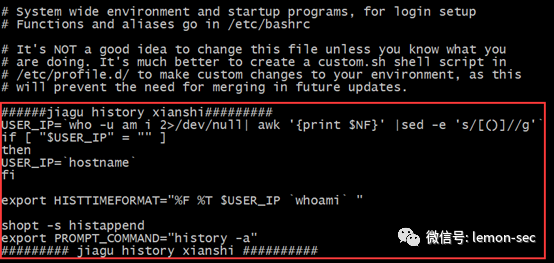 # System wide environment and startup programs, for login setup
# Functions and aliases go in /etc/bashrc
# It's NOT a good idea to change this file unless you know what you
# are doing. It's much better to create a custom.sh shell script in
# /etc/profile.d/ to make custom changes to your environment, as this
# will prevent the need for merging in future updates.
######jiagu history xianshi#########
USER_IP=`who -u am i 2>/dev/null| awk '{print $NF}' |sed -e 's/[()]//g'`
if [ "$USER_IP" = "" ]
then
USER_IP=`hostname`
fi
export HISTTIMEFORMAT="%F %T $USER_IP `whoami` "
shopt -s histappend
export PROMPT_COMMAND="history -a"
######### jiagu history xianshi ##########
微信号: lemon-sec